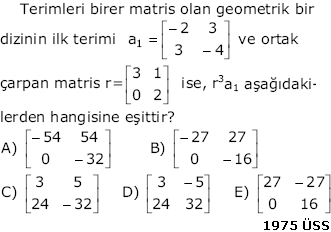 Terimleri birer matris olan geometrik bir
dizinin ilk terimi a₁ = [-2 3; 3 -4] ve ortak
çarpan matris r=[3 1; 0 2] ise, r³a₁ aşağıdaki-
lerden hangisine eşittir?
A) [-54 54; 0 -32] B) [-27 27; 0 -16]
C) [3 5; 24 -32] D) [3 -5; 24 32] E) [27 -27; 0 16]
1975 ÜSS